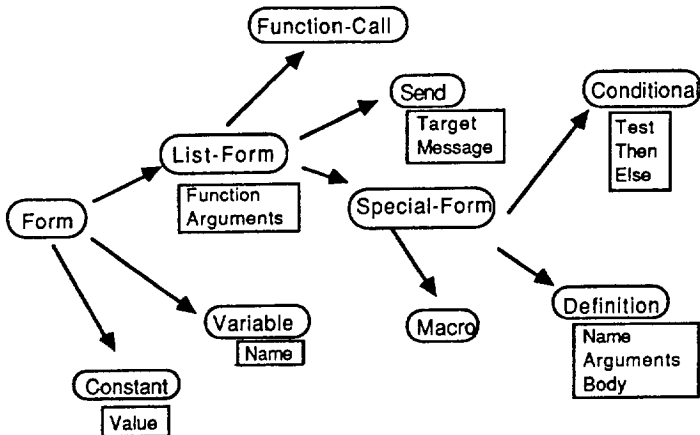 Function-Call
Send
Target
Message
Conditional
Test
Then
Else
List-Form
Function
Arguments
Form
Special-Form
Variable
Name
Macro
Definition
Name
Arguments
Body
Constant
Value